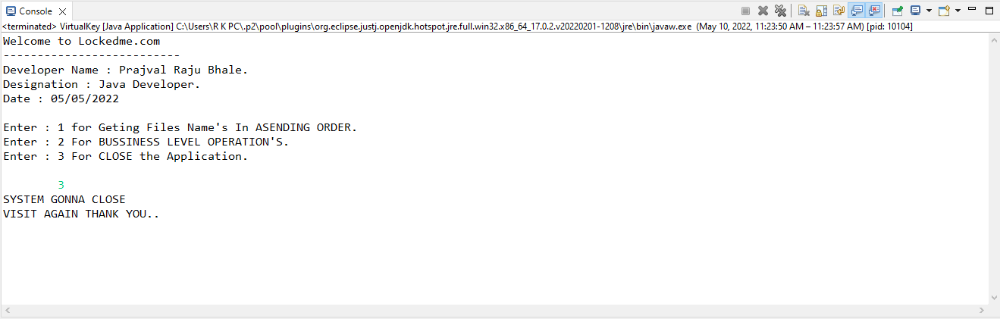 Console
<terminated> VirtualKey [Java Application] C:\Users\R K PC\.p2\pool\plugins\org.eclipse.justj.openjdk.hotspot.jre.full.win32.x86_64_17.0.2.v20220201-1208\jre\bin\javaw.exe (May 10, 2022, 11:23:50 AM – 11:23:57 AM) [pid: 10104]
Welcome to Lockedme.com
--------------------------
Developer Name : Prajval Raju Bhale.
Designation : Java Developer.
Date : 05/05/2022
Enter : 1 for Geting Files Name's In ASENDING ORDER.
Enter : 2 For BUSSINESS LEVEL OPERATION'S.
Enter : 3 For CLOSE the Application.
3
SYSTEM GONNA CLOSE
VISIT AGAIN THANK YOU..